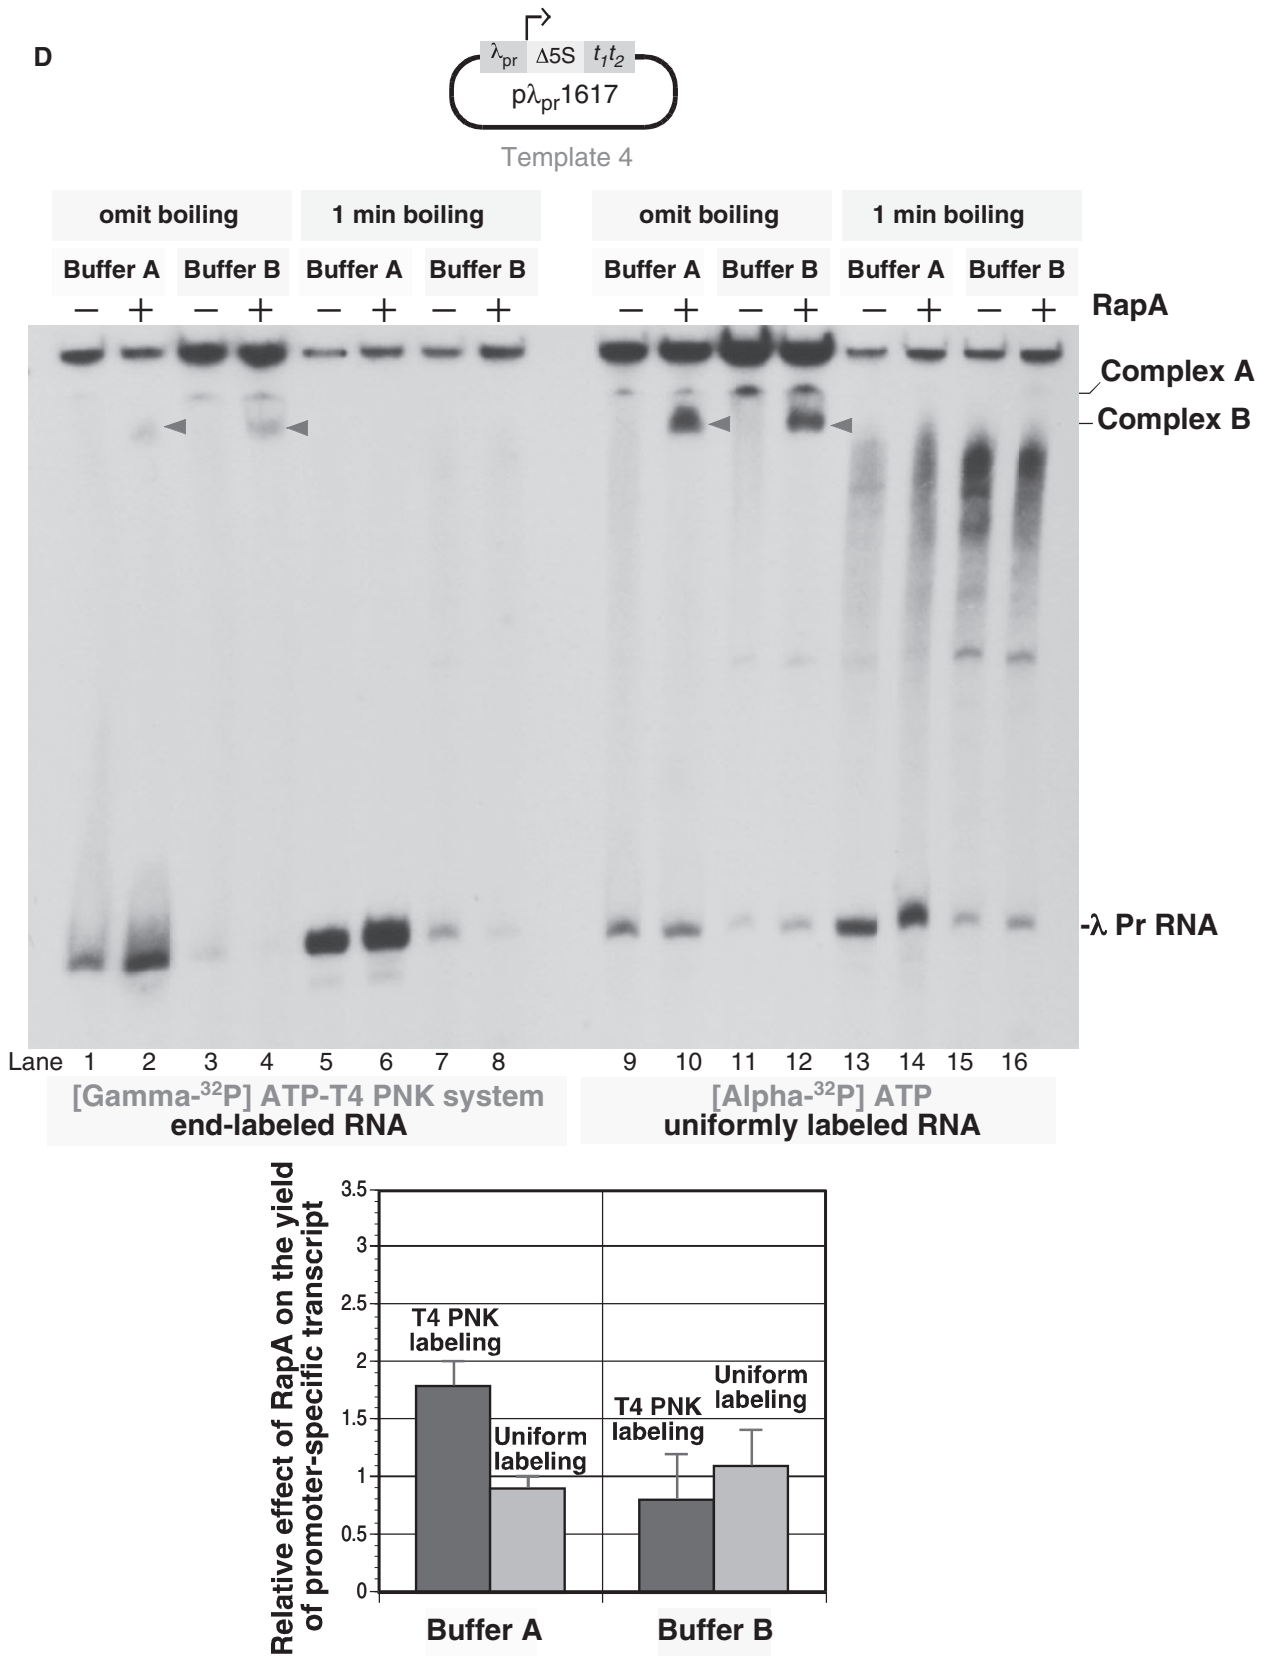 D
λpr Δ5S t1t2
pλpr1617
Template 4
omit boiling 1 min boiling omit boiling 1 min boiling
Buffer A Buffer B Buffer A Buffer B Buffer A Buffer B Buffer A Buffer B
− + − + − + − + − + − + − + − + RapA
Complex A
Complex B
-λ Pr RNA
Lane 1 2 3 4 5 6 7 8 9 10 11 12 13 14 15 16
[Gamma-³²P] ATP-T4 PNK system
end-labeled RNA
[Alpha-³²P] ATP
uniformly labeled RNA
Relative effect of RapA on the yield
of promoter-specific transcript
3.5
3
2.5
2
1.5
1
0.5
0
T4 PNK
labeling
Uniform
labeling
T4 PNK
labeling
Uniform
labeling
Buffer A Buffer B